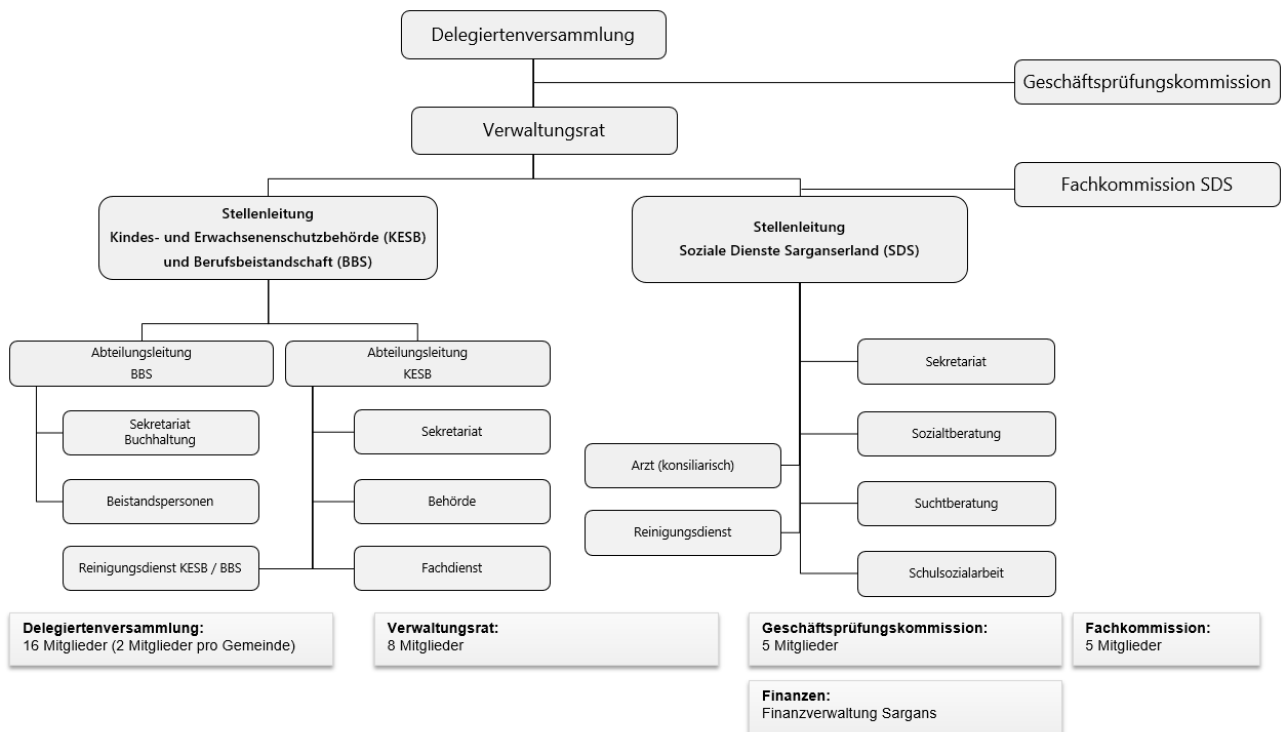 Delegiertenversammlung
Geschäftsprüfungskommission
Verwaltungsrat
Fachkommission SDS
Stellenleitung
Kindes- und Erwachsenenschutzbehörde (KESB)
und Berufsbeistandschaft (BBS)
Stellenleitung
Soziale Dienste Sarganserland (SDS)
Abteilungsleitung
BBS
Abteilungsleitung
KESB
Sekretariat
Buchhaltung
Beistandspersonen
Reinigungsdienst KESB / BBS
Sekretariat
Behörde
Fachdienst
Arzt (konsiliarisch)
Reinigungsdienst
Sekretariat
Sozialtberatung
Suchtberatung
Schulsozialarbeit
Delegiertenversammlung:
16 Mitglieder (2 Mitglieder pro Gemeinde)
Verwaltungsrat:
8 Mitglieder
Geschäftsprüfungskommission:
5 Mitglieder
Fachkommission:
5 Mitglieder
Finanzen:
Finanzverwaltung Sargans